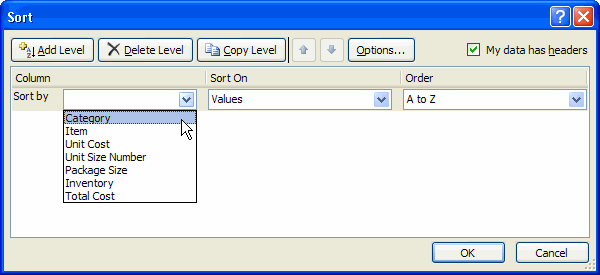 Sort
Add Level Delete Level Copy Level Options... My data has headers
Column Sort On Order
Sort by Values A to Z
Category
Item
Unit Cost
Unit Size Number
Package Size
Inventory
Total Cost
OK Cancel